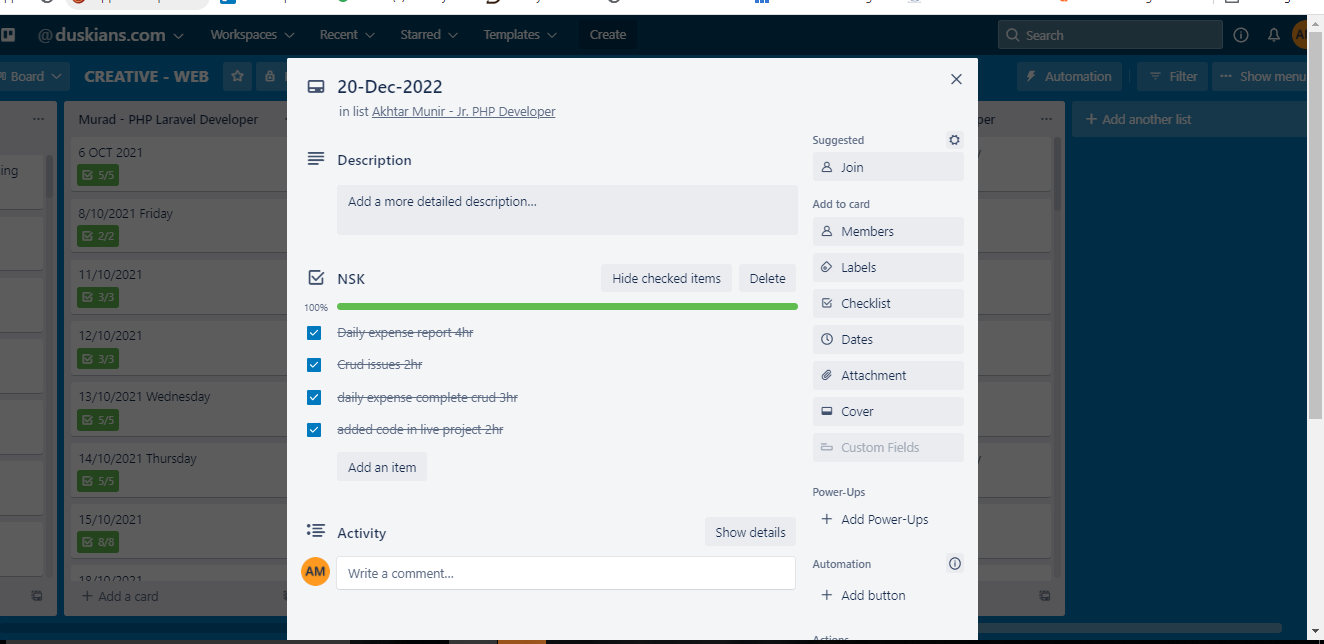 @duskians.com
Workspaces
Recent
Starred
Templates
Create
Search
Board
CREATIVE - WEB
Automation
Filter
Show menu
Murad - PHP Laravel Developer
6 OCT 2021
5/5
8/10/2021 Friday
2/2
11/10/2021
3/3
12/10/2021
3/3
13/10/2021 Wednesday
5/5
14/10/2021 Thursday
5/5
15/10/2021
8/8
18/10/2021
+ Add a card
20-Dec-2022
in list Akhtar Munir - Jr. PHP Developer
Description
Add a more detailed description...
NSK
Hide checked items
Delete
100%
Daily expense report 4hr
Crud issues 2hr
daily expense complete crud 3hr
added code in live project 2hr
Add an item
Activity
Show details
AM
Write a comment...
Suggested
Join
Add to card
Members
Labels
Checklist
Dates
Attachment
Cover
Custom Fields
Power-Ups
+ Add Power-Ups
Automation
+ Add button
Actions
+ Add another list